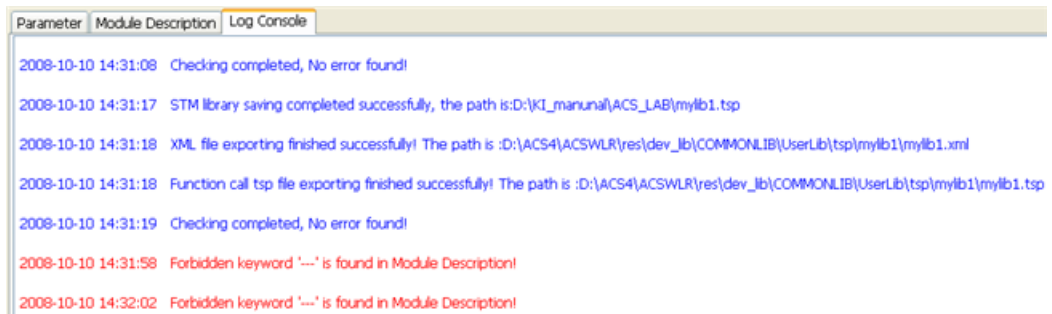 Parameter Module Description Log Console
2008-10-10 14:31:08 Checking completed, No error found!
2008-10-10 14:31:17 STM library saving completed successfully, the path is:D:\KI_manunal\ACS_LAB\mylib1.tsp
2008-10-10 14:31:18 XML file exporting finished successfully! The path is :D:\ACS4\ACSWLR\res\dev_lib\COMMONLIB\UserLib\tsp\mylib1\mylib1.xml
2008-10-10 14:31:18 Function call tsp file exporting finished successfully! The path is :D:\ACS4\ACSWLR\res\dev_lib\COMMONLIB\UserLib\tsp\mylib1\mylib1.tsp
2008-10-10 14:31:19 Checking completed, No error found!
2008-10-10 14:31:58 Forbidden keyword '---' is found in Module Description!
2008-10-10 14:32:02 Forbidden keyword '---' is found in Module Description!